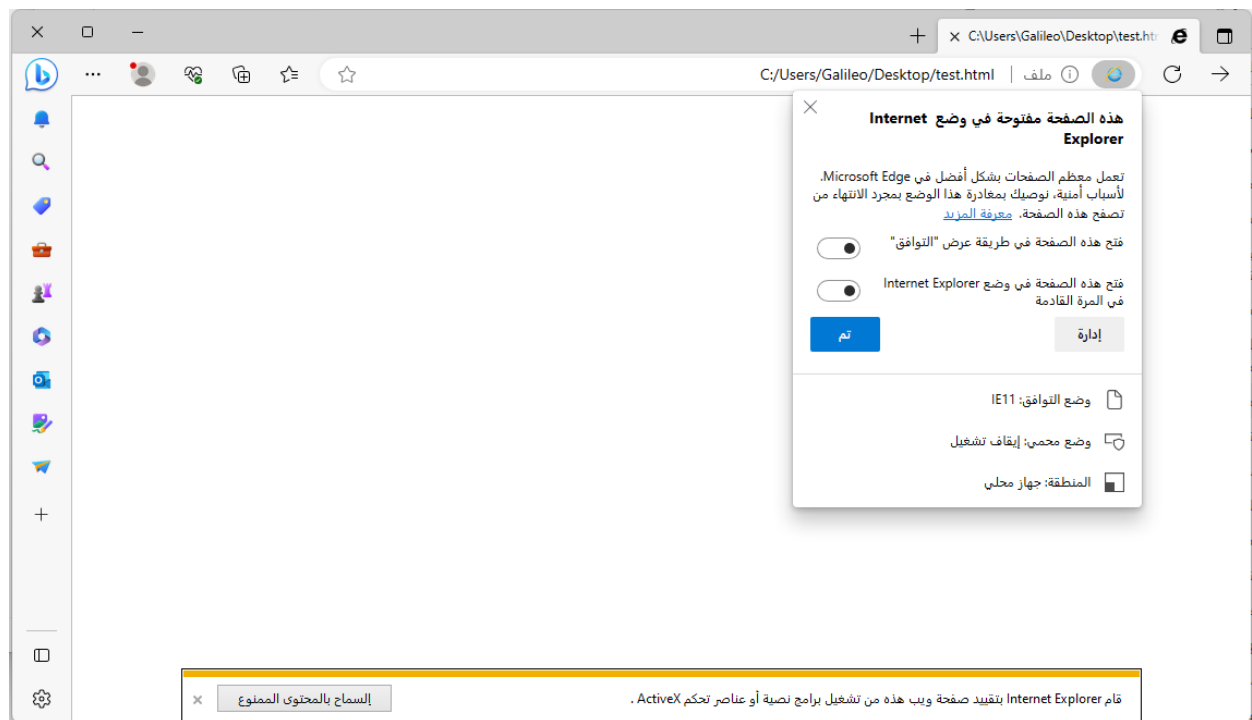 C:\Users\Galileo\Desktop\test.htm
ملف C:/Users/Galileo/Desktop/test.html
هذه الصفحة مفتوحة في وضع Internet
Explorer
تعمل معظم الصفحات بشكل أفضل في Microsoft Edge.
لأسباب أمنية، نوصيك بمغادرة هذا الوضع بمجرد الانتهاء من
تصفح هذه الصفحة. معرفة المزيد
فتح هذه الصفحة في طريقة عرض "التوافق"
فتح هذه الصفحة في وضع Internet Explorer
في المرة القادمة
إدارة تم
وضع التوافق: IE11
وضع محمي: إيقاف تشغيل
المنطقة: جهاز محلي
قام Internet Explorer بتقييد صفحة ويب هذه من تشغيل برامج نصية أو عناصر تحكم ActiveX . إلسماح بالمحتوى الممنوع